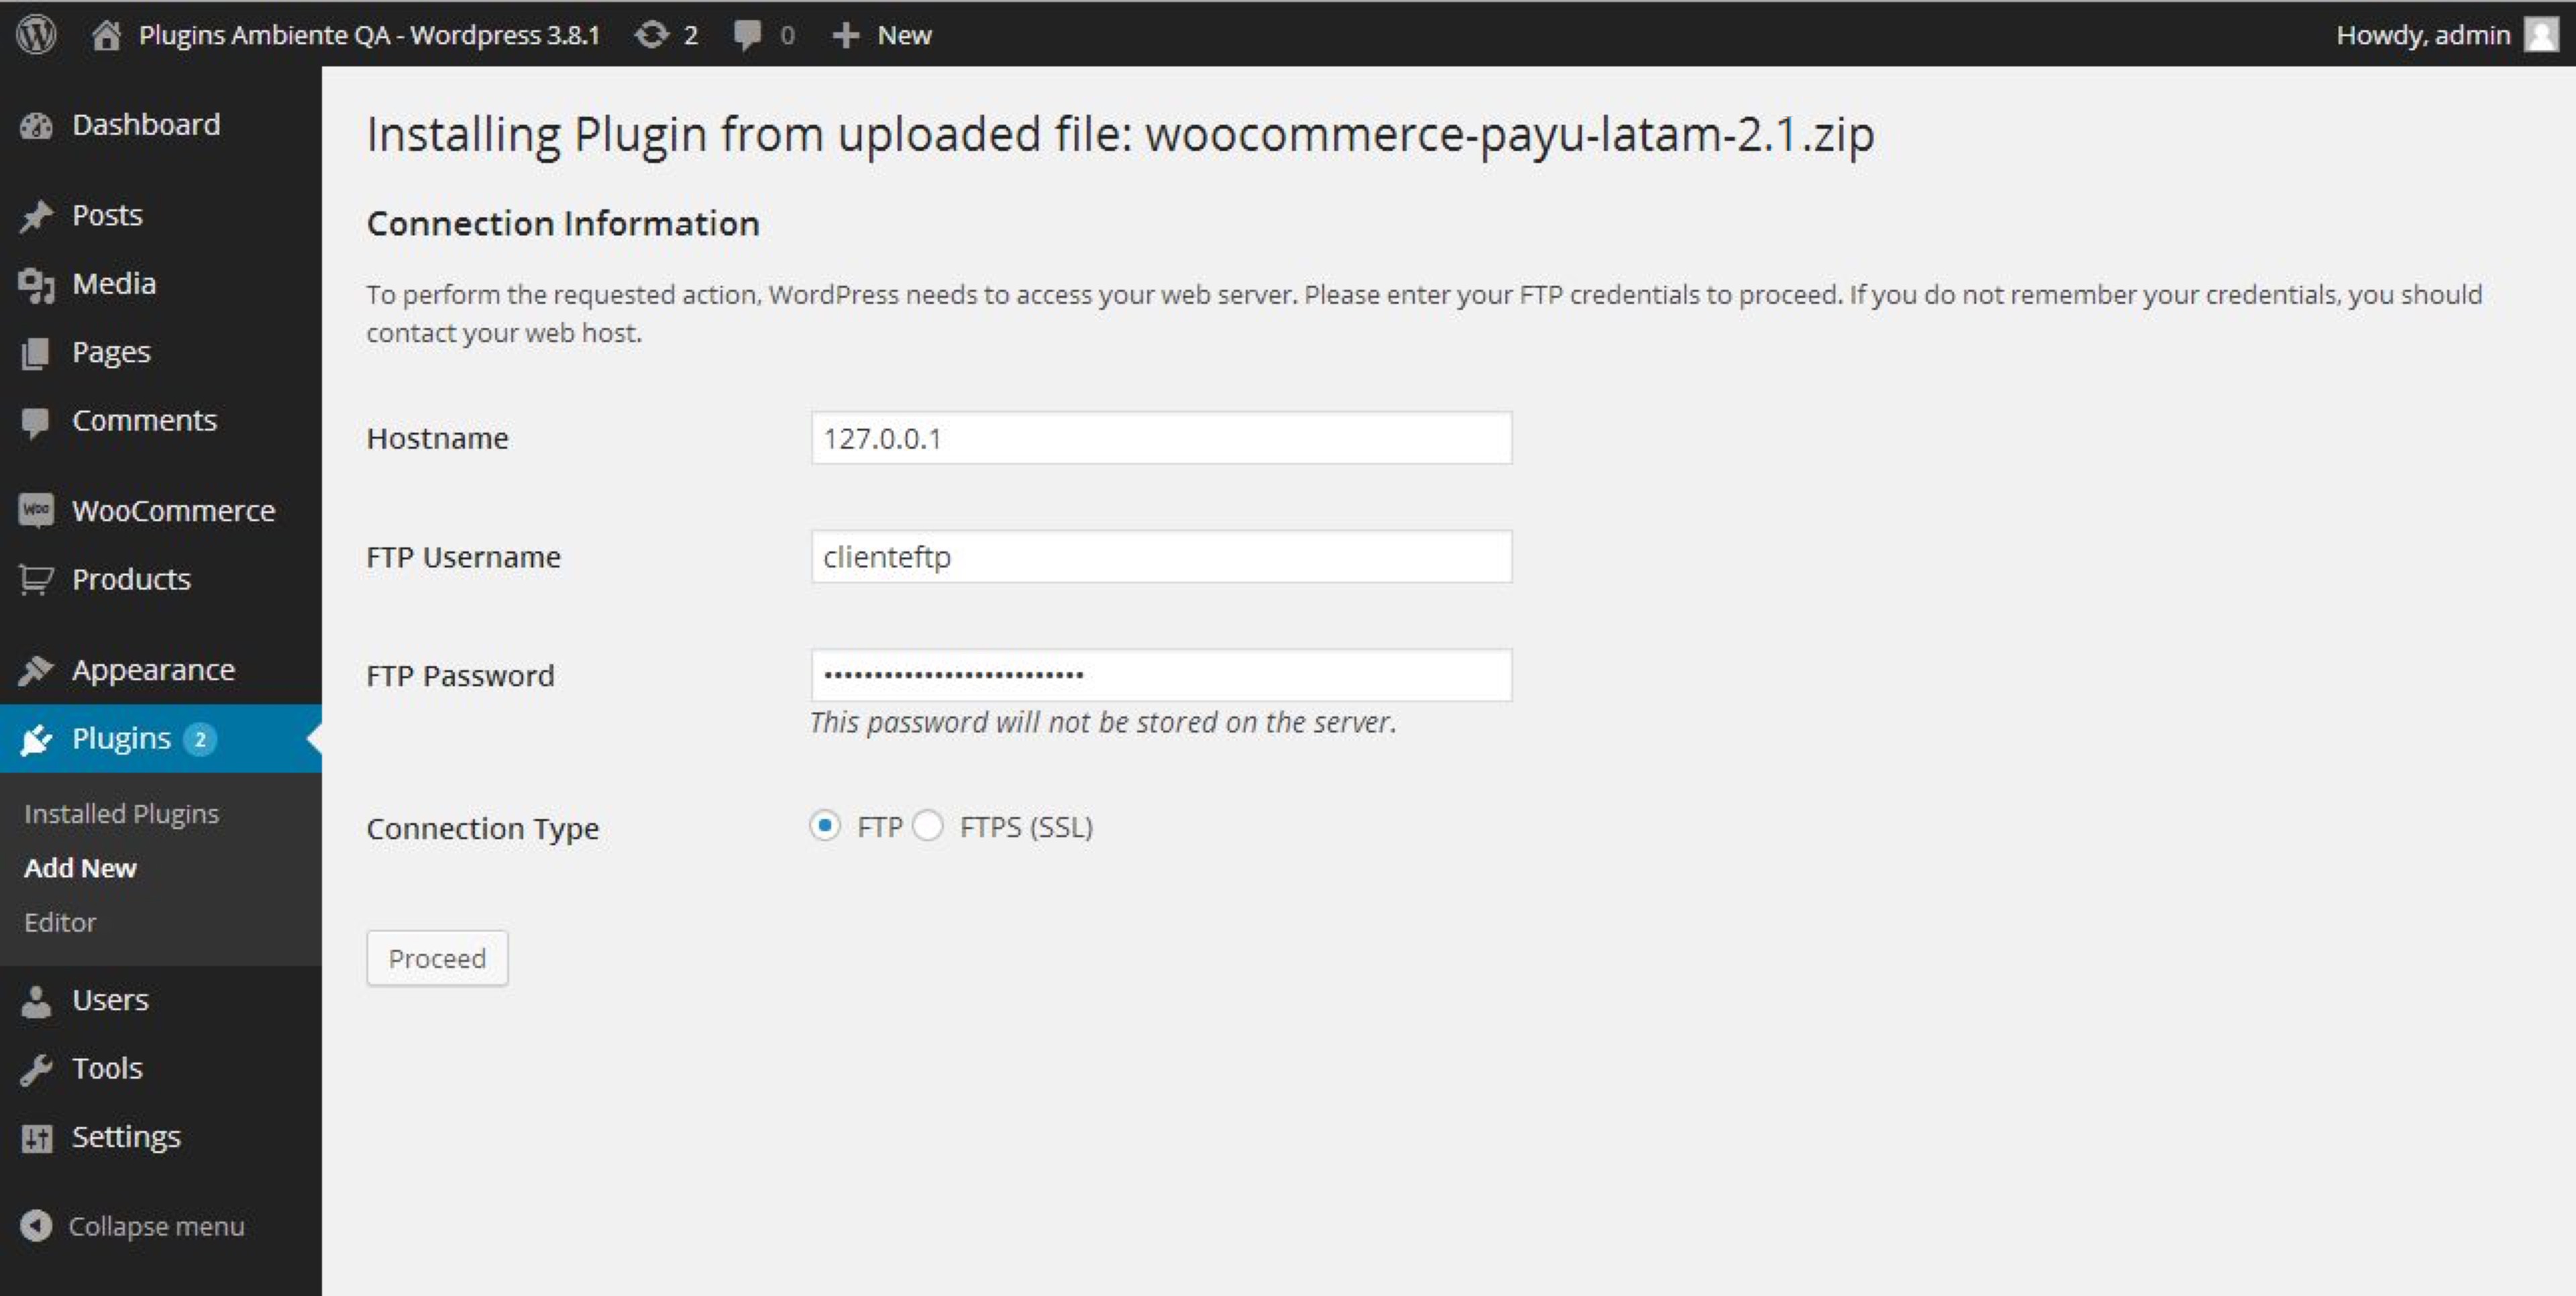 Plugins Ambiente QA - Wordpress 3.8.1 2 0 New Howdy, admin
Dashboard
Posts
Media
Pages
Comments
Woo WooCommerce
Products
Appearance
Plugins 2
Installed Plugins
Add New
Editor
Users
Tools
Settings
Collapse menu
Installing Plugin from uploaded file: woocommerce-payu-latam-2.1.zip
Connection Information
To perform the requested action, WordPress needs to access your web server. Please enter your FTP credentials to proceed. If you do not remember your credentials, you should
contact your web host.
Hostname 127.0.0.1
FTP Username clienteftp
FTP Password ••••••••••••••••••••••••••
This password will not be stored on the server.
Connection Type FTP FTPS (SSL)
Proceed